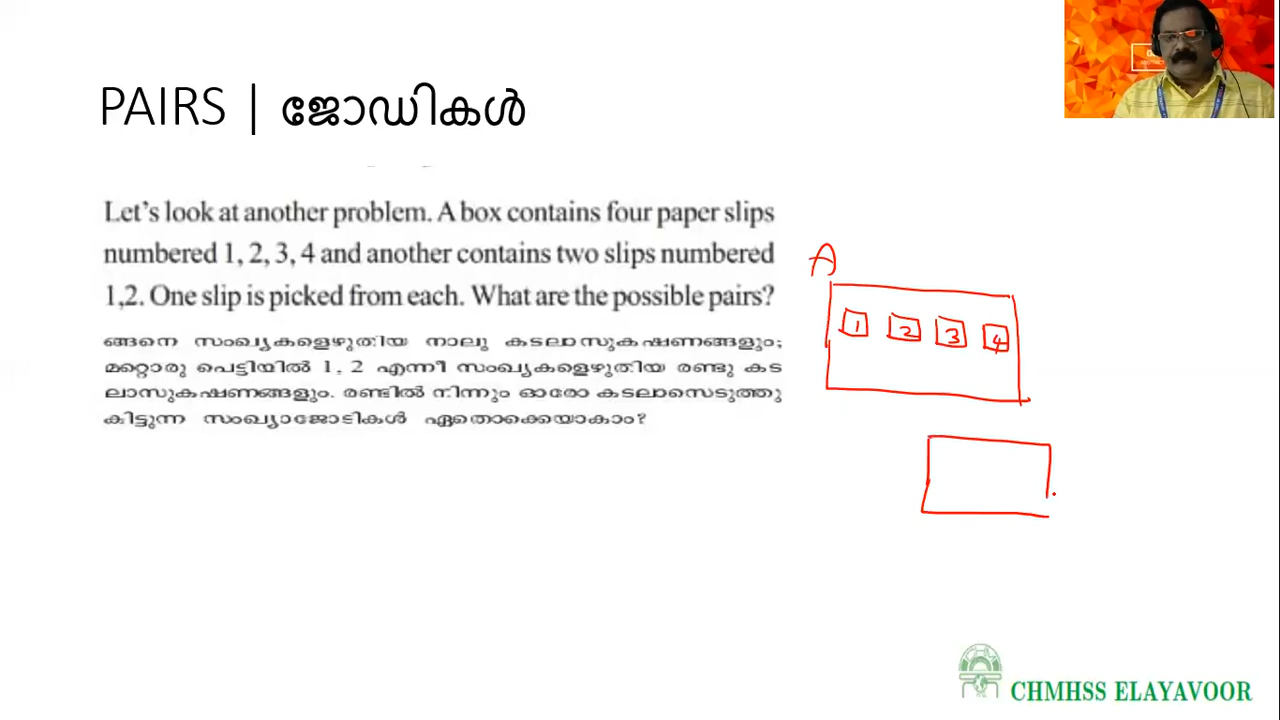 PAIRS | ജോഡികൾ
Let's look at another problem. A box contains four paper slips
numbered 1, 2, 3, 4 and another contains two slips numbered
1,2. One slip is picked from each. What are the possible pairs?
ങ്ങനെ സംഖ്യകളെഴുതിയ നാലു കടലാസുകഷണങ്ങളും;
മറ്റൊരു പെട്ടിയിൽ 1, 2 എന്നീ സംഖ്യകളെഴുതിയ രണ്ടു കട
ലാസുകഷണങ്ങളും. രണ്ടിൽ നിന്നും ഓരോ കടലാസെടുത്തു
കിട്ടുന്ന സംഖ്യാജോടികൾ ഏതൊക്കെയാകാം?
A
1 2 3 4
CHMHSS ELAYAVOOR